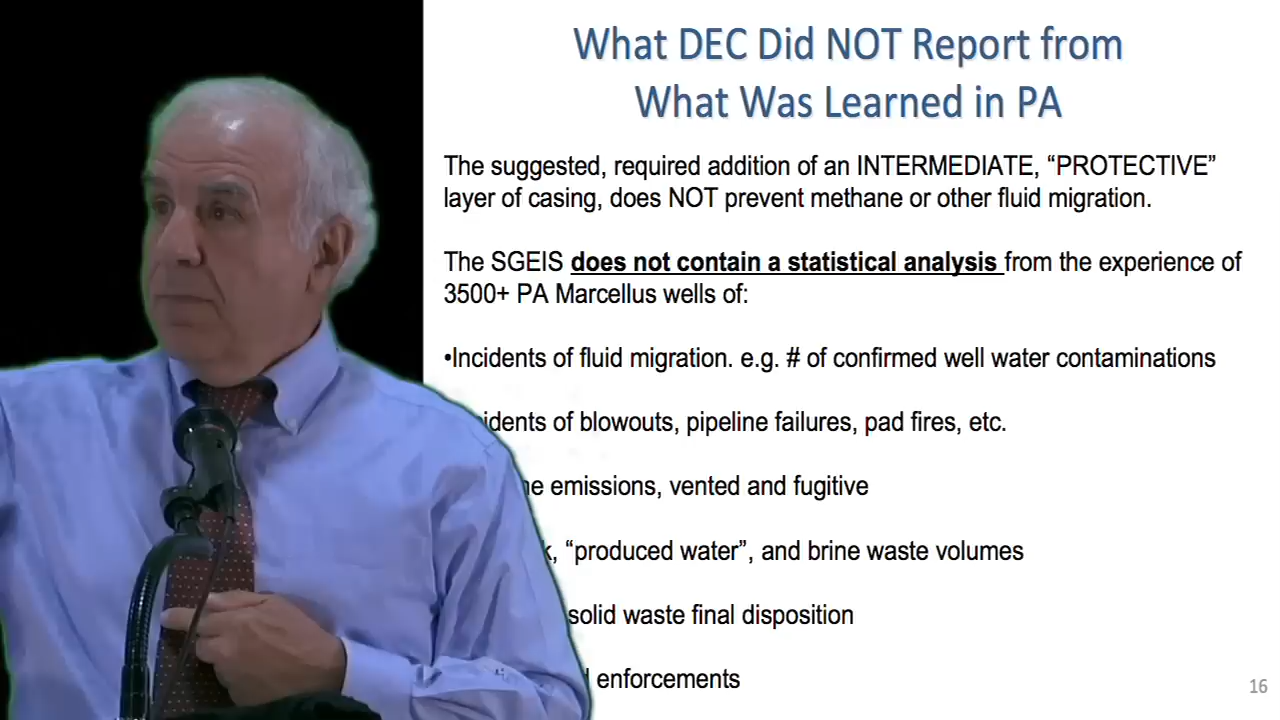 What DEC Did NOT Report from
What Was Learned in PA
The suggested, required addition of an INTERMEDIATE, “PROTECTIVE”
layer of casing, does NOT prevent methane or other fluid migration.
The SGEIS does not contain a statistical analysis from the experience of
3500+ PA Marcellus wells of:
•Incidents of fluid migration. e.g. # of confirmed well water contaminations
of blowouts, pipeline failures, pad fires, etc.
emissions, vented and fugitive
“produced water”, and brine waste volumes
solid waste final disposition
enforcements
16